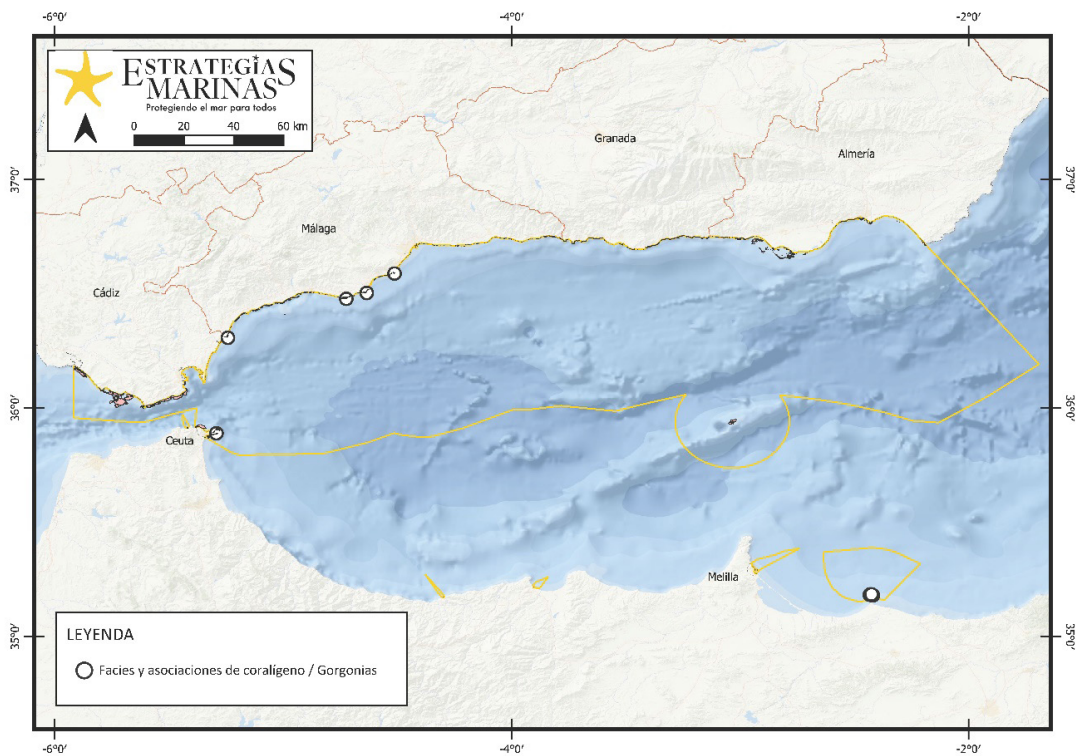 -6°0'
-4°0'
-2°0'
ESTRATEGIAS
MARINAS
Protegiendo el mar para todos
0 20 40 60 km
Granada
Almería
37°0'
37°0'
Málaga
Cádiz
36°0'
36°0'
Ceuta
Melilla
35°0'
35°0'
LEYENDA
Facies y asociaciones de coralígeno / Gorgonias
-6°0'
-4°0'
-2°0'